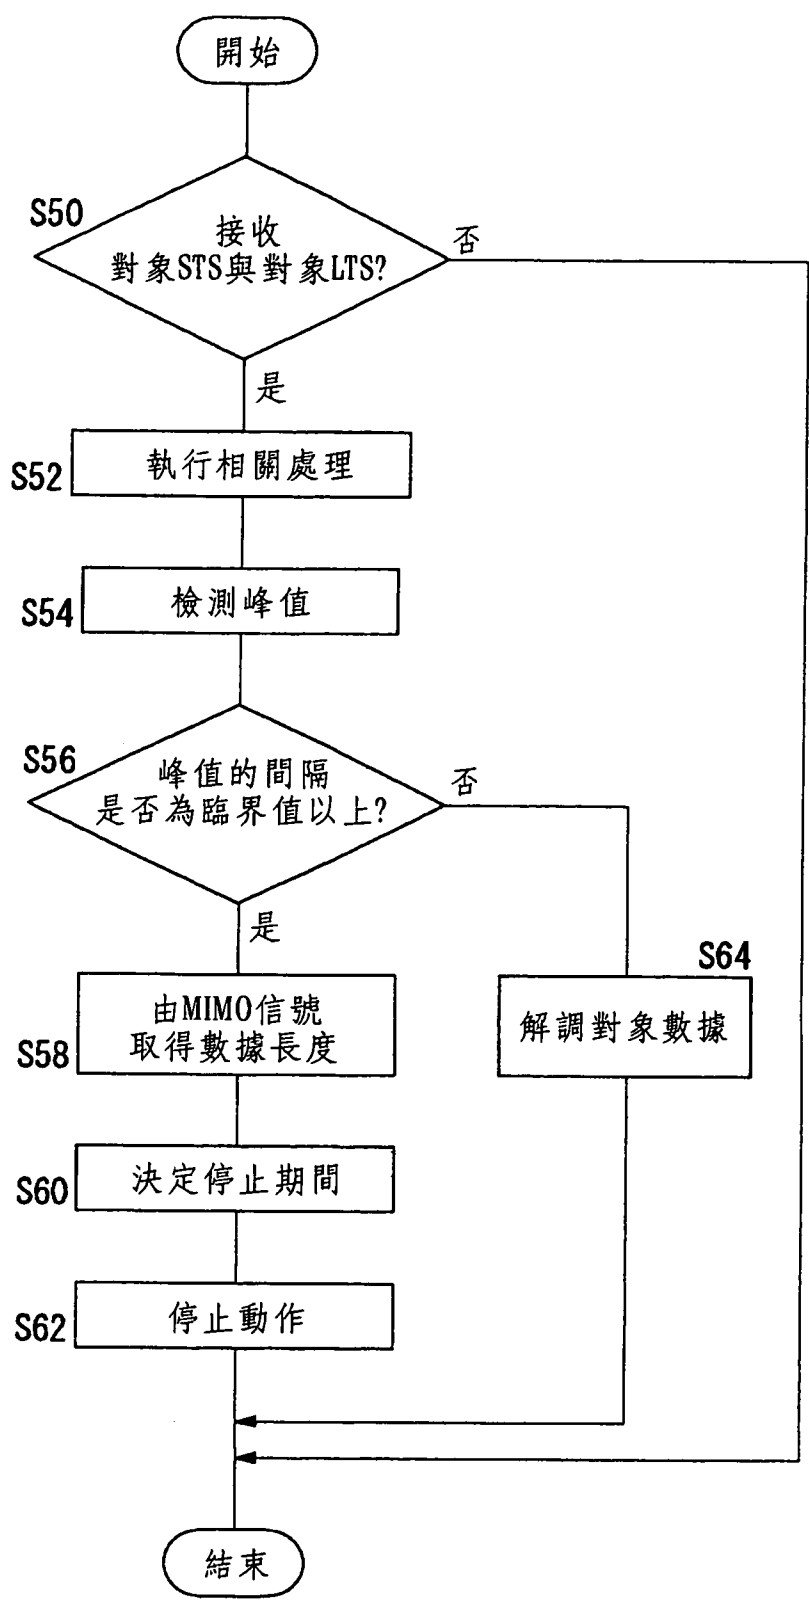 開始
S50
接收
對象STS與對象LTS?
否
是
S52
執行相關處理
S54
檢測峰值
S56
峰值的間隔
是否為臨界值以上?
否
是
S58
由MIMO信號
取得數據長度
S64
解調對象數據
S60
決定停止期間
S62
停止動作
結束